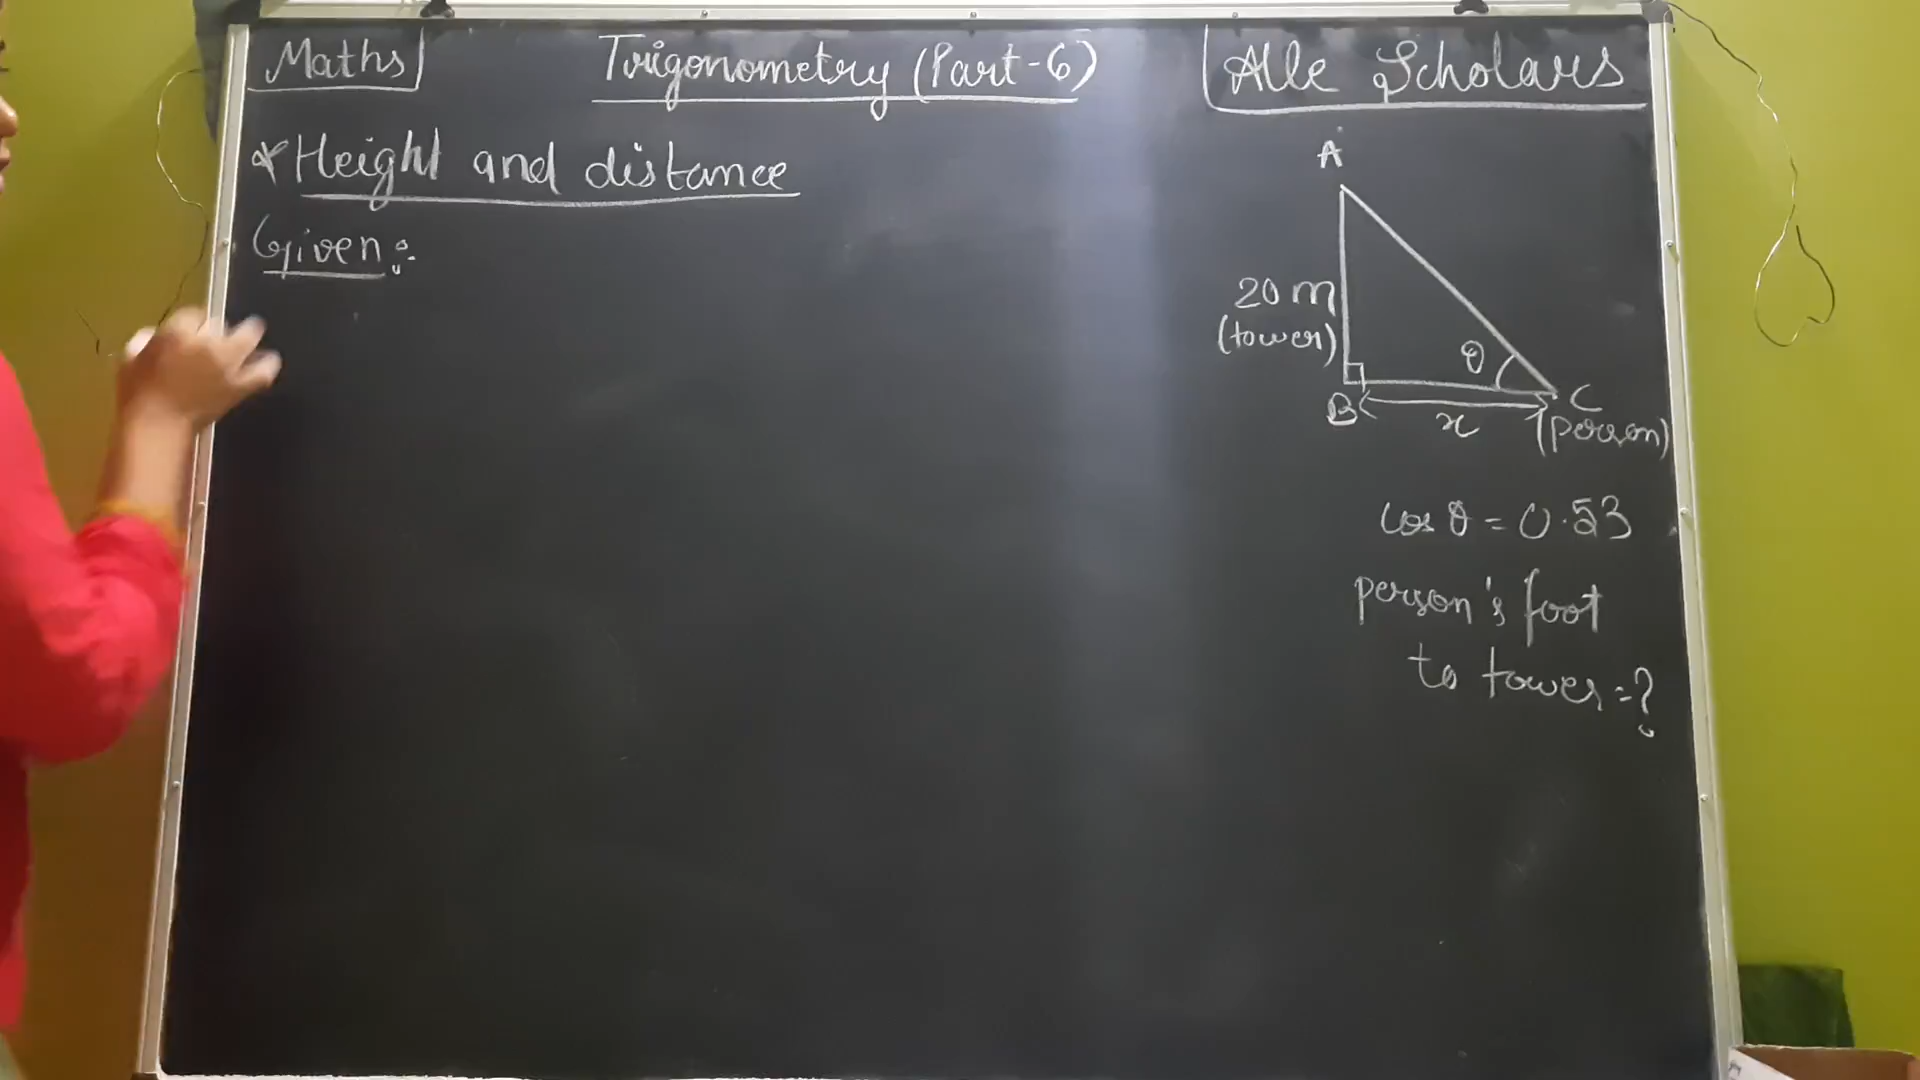 Maths
Trigonometry (Part-6)
Alle Scholars
* Height and distance
Given :-
A
20 m
(tower)
θ
B
x
C
(person)
cos θ = 0.53
person's foot
to tower = ?